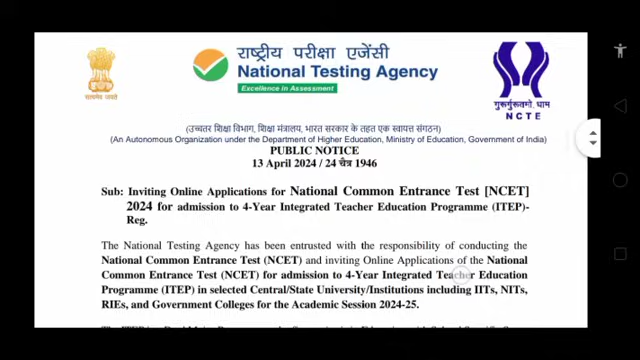 राष्ट्रीय परीक्षा एजेंसी
National Testing Agency
Excellence in Assessment
सत्यमेव जयते
गुरुर्गुरुतमो धाम
NCTE
(उच्चतर शिक्षा विभाग, शिक्षा मंत्रालय, भारत सरकार के तहत एक स्वायत्त संगठन)
(An Autonomous Organization under the Department of Higher Education, Ministry of Education, Government of India)
PUBLIC NOTICE
13 April 2024 / 24 चैत्र 1946
Sub: Inviting Online Applications for National Common Entrance Test [NCET]
2024 for admission to 4-Year Integrated Teacher Education Programme (ITEP)-
Reg.
The National Testing Agency has been entrusted with the responsibility of conducting the
National Common Entrance Test (NCET) and inviting Online Applications of the National
Common Entrance Test (NCET) for admission to 4-Year Integrated Teacher Education
Programme (ITEP) in selected Central/State University/Institutions including IITs, NITs,
RIEs, and Government Colleges for the Academic Session 2024-25.